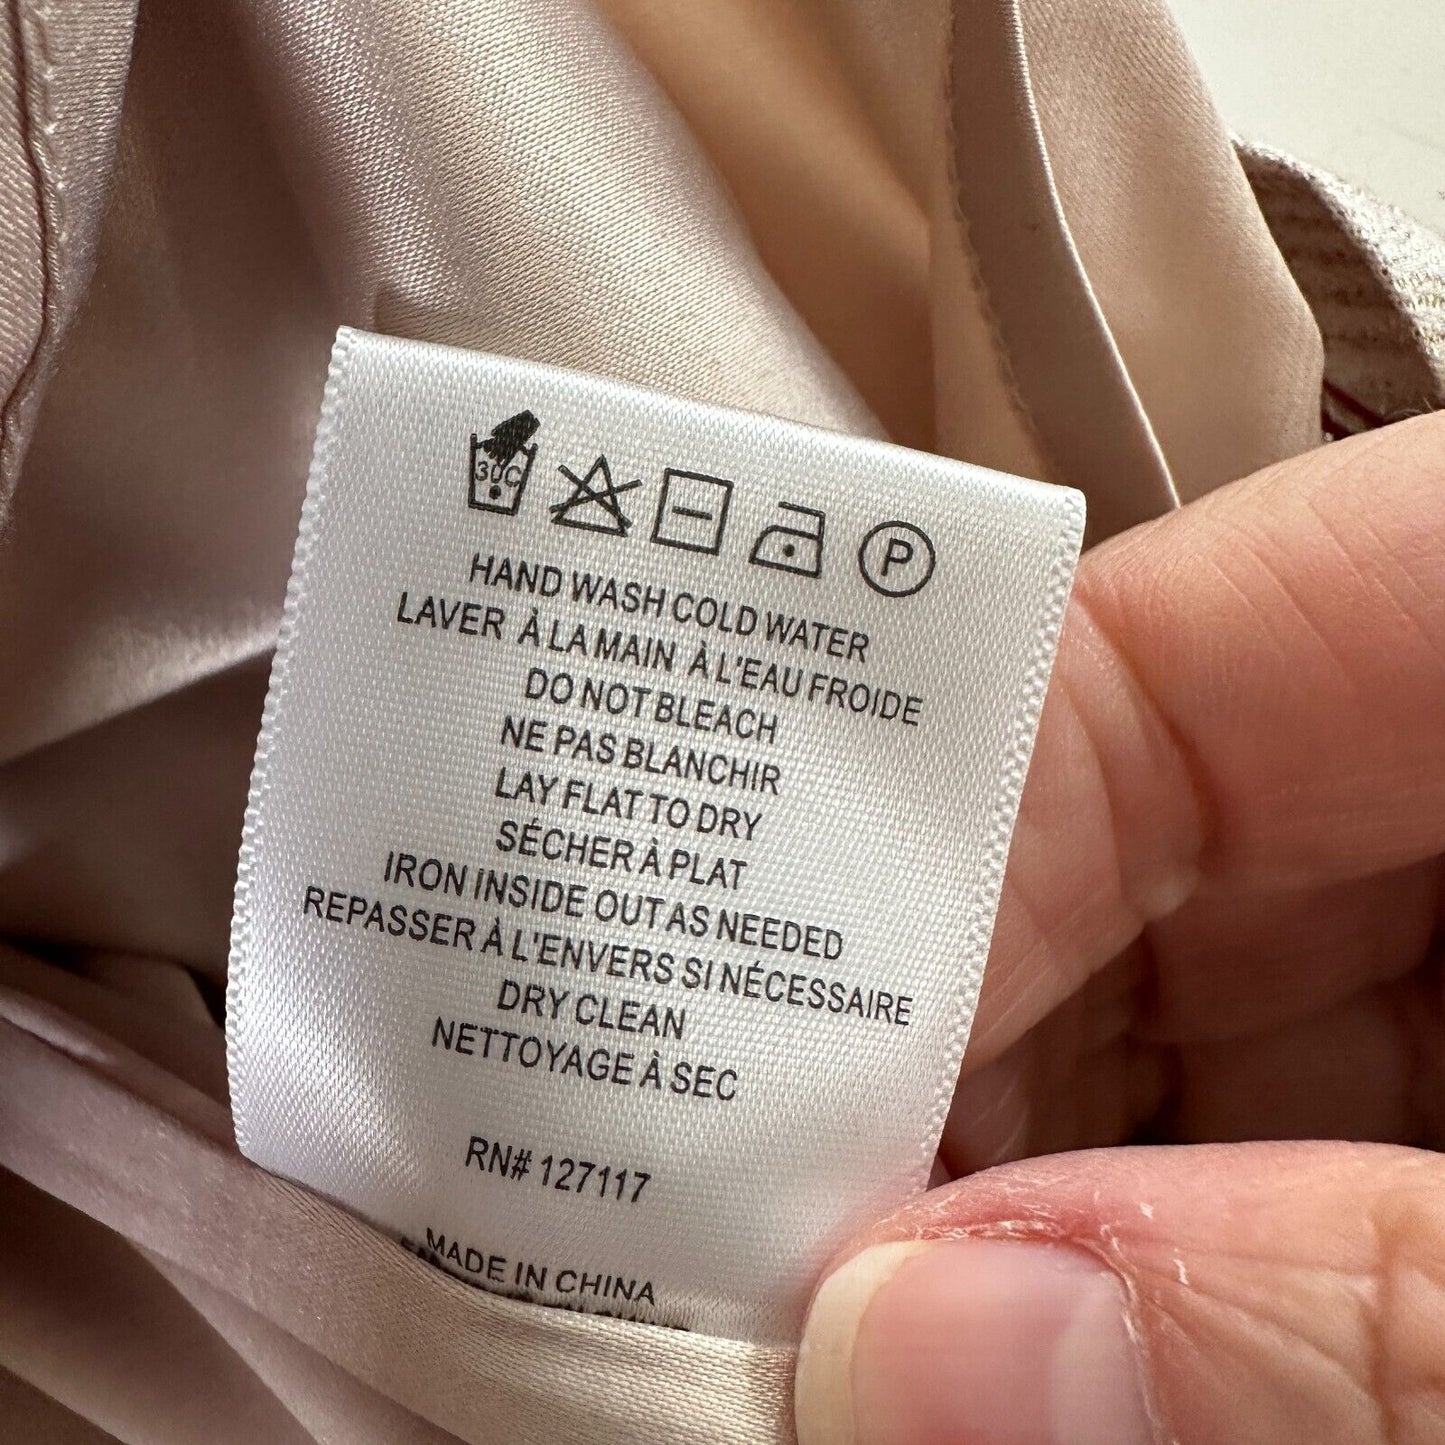 30C
P
HAND WASH COLD WATER
LAVER À LA MAIN À L'EAU FROIDE
DO NOT BLEACH
NE PAS BLANCHIR
LAY FLAT TO DRY
SÉCHER À PLAT
IRON INSIDE OUT AS NEEDED
REPASSER À L'ENVERS SI NÉCESSAIRE
DRY CLEAN
NETTOYAGE À SEC
RN# 127117
MADE IN CHINA